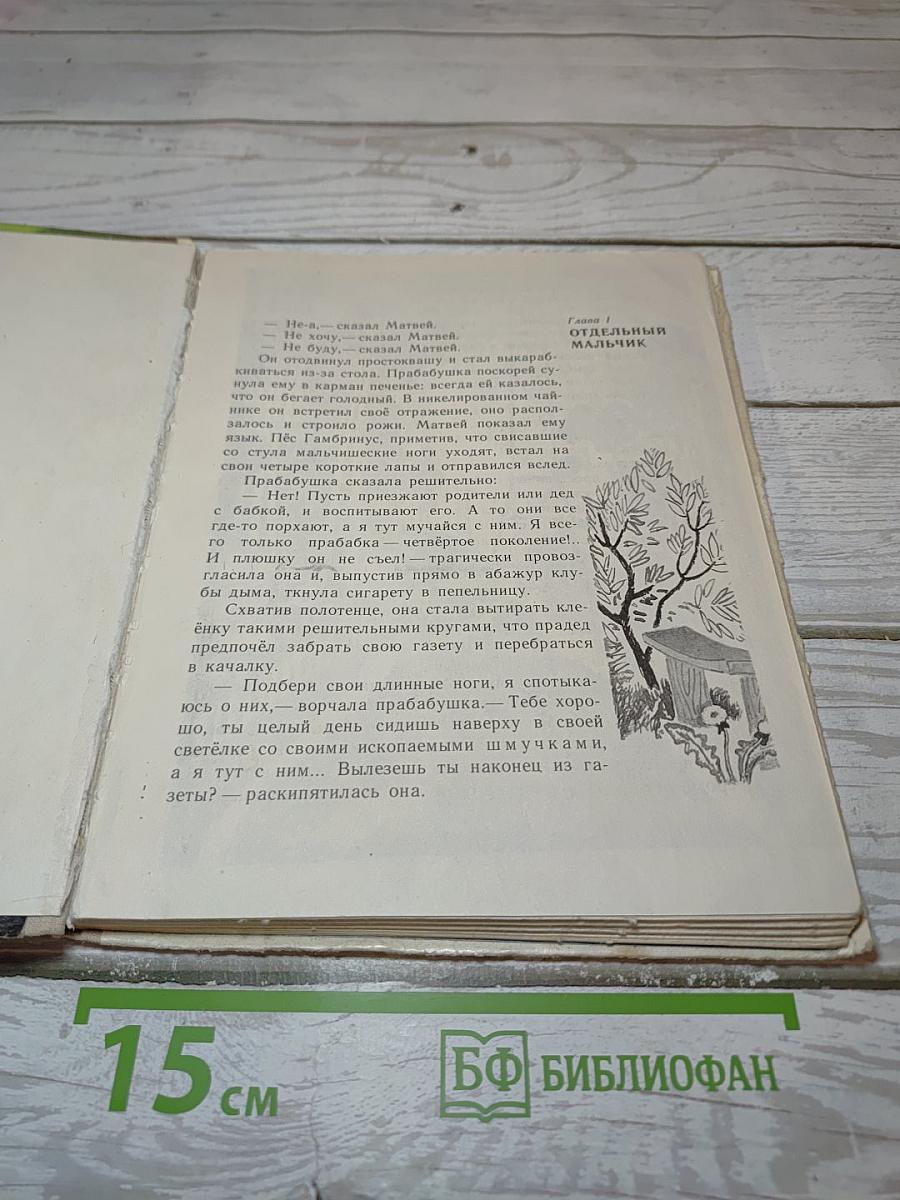 Глава 1
ОТДЕЛЬНЫЙ
МАЛЬЧИК
— Не-а,— сказал Матвей.
— Не хочу,— сказал Матвей.
— Не буду,— сказал Матвей.
Он отодвинул простоквашу и стал выкараб-
киваться из-за стола. Прабабушка поскорей су-
нула ему в карман печенье: всегда ей казалось,
что он бегает голодный. В никелированном чай-
нике он встретил своё отражение, оно распол-
залось и строило рожи. Матвей показал ему
язык. Пёс Гамбринус, приметив, что свисавшие
со стула мальчишеские ноги уходят, встал на
свои четыре короткие лапы и отправился вслед.
Прабабушка сказала решительно:
— Нет! Пусть приезжают родители или дед
с бабкой, и воспитывают его. А то они все
где-то порхают, а я тут мучайся с ним. Я все-
го только прабабка — четвёртое поколение!..
И плюшку он не съел! — трагически провоз-
гласила она и, выпустив прямо в абажур клу-
бы дыма, ткнула сигарету в пепельницу.
Схватив полотенце, она стала вытирать кле-
ёнку такими решительными кругами, что прадед
предпочёл забрать свою газету и перебраться
в качалку.
— Подбери свои длинные ноги, я спотыка-
юсь о них,— ворчала прабабушка.— Тебе хоро-
шо, ты целый день сидишь наверху в своей
светёлке со своими ископаемыми шмучками,
а я тут с ним... Вылезешь ты наконец из га-
зеты? — раскипятилась она.
15 см
БФ БИБЛИОФАН